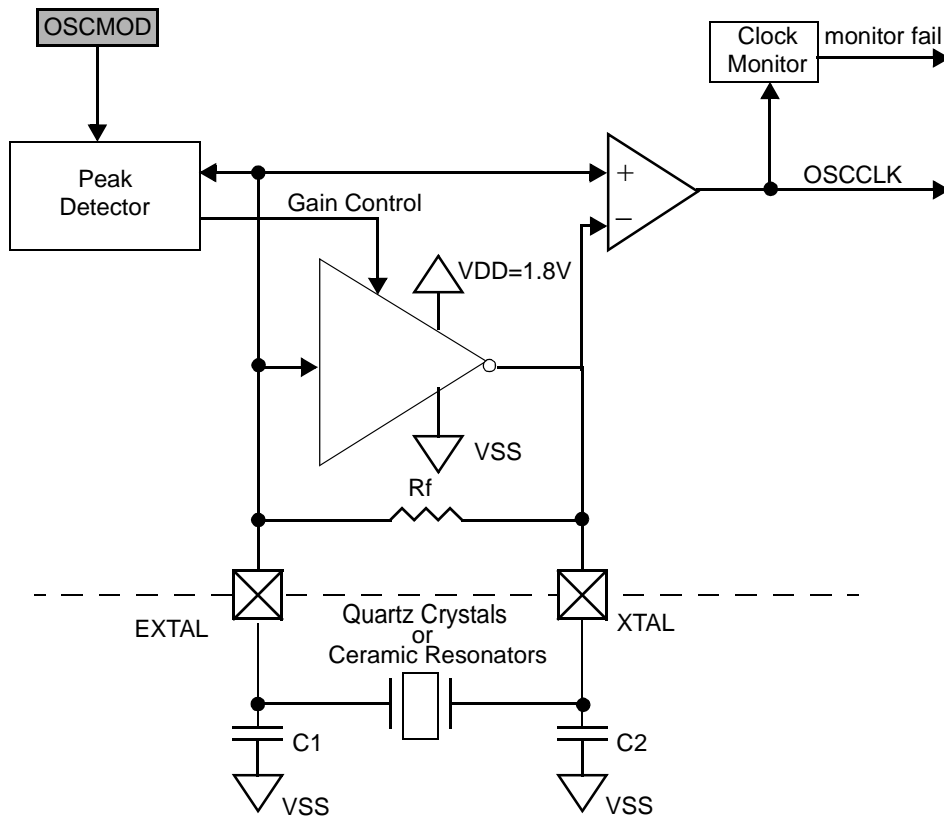 OSCMOD
Clock
Monitor
monitor fail
Peak
Detector
+
−
OSCCLK
Gain Control
VDD=1.8V
VSS
Rf
EXTAL
Quartz Crystals
or
Ceramic Resonators
XTAL
C1
C2
VSS
VSS